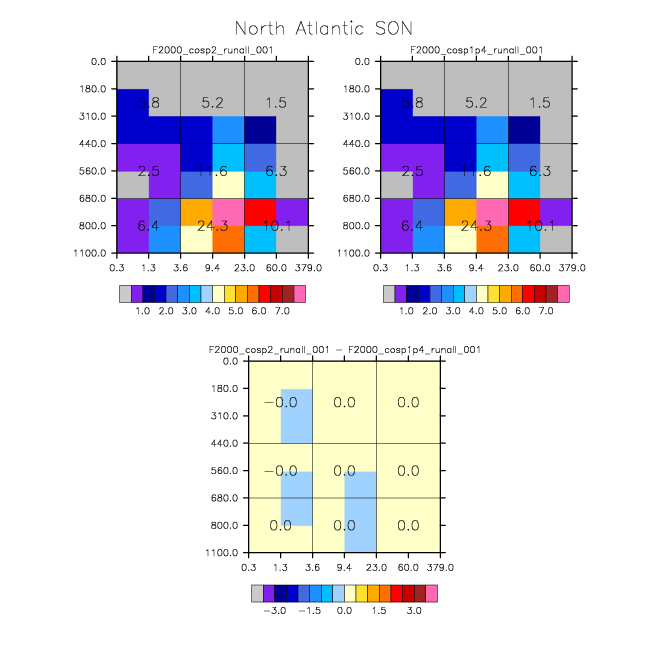 North Atlantic SON
F2000_cosp2_runall_001 F2000_cosp1p4_runall_001
0.0 0.0
180.0 5.8 5.2 1.5 180.0 5.8 5.2 1.5
310.0 310.0
440.0 440.0
560.0 2.5 11.6 6.3 560.0 2.5 11.6 6.3
680.0 680.0
800.0 6.4 24.3 10.1 800.0 6.4 24.3 10.1
1100.0 1100.0
0.3 1.3 3.6 9.4 23.0 60.0 379.0 0.3 1.3 3.6 9.4 23.0 60.0 379.0
1.0 2.0 3.0 4.0 5.0 6.0 7.0 1.0 2.0 3.0 4.0 5.0 6.0 7.0
F2000_cosp2_runall_001 − F2000_cosp1p4_runall_001
0.0
180.0 −0.0 0.0 0.0
310.0
440.0
560.0 −0.0 0.0 0.0
680.0
800.0 0.0 0.0 0.0
1100.0
0.3 1.3 3.6 9.4 23.0 60.0 379.0
−3.0 −1.5 0.0 1.5 3.0